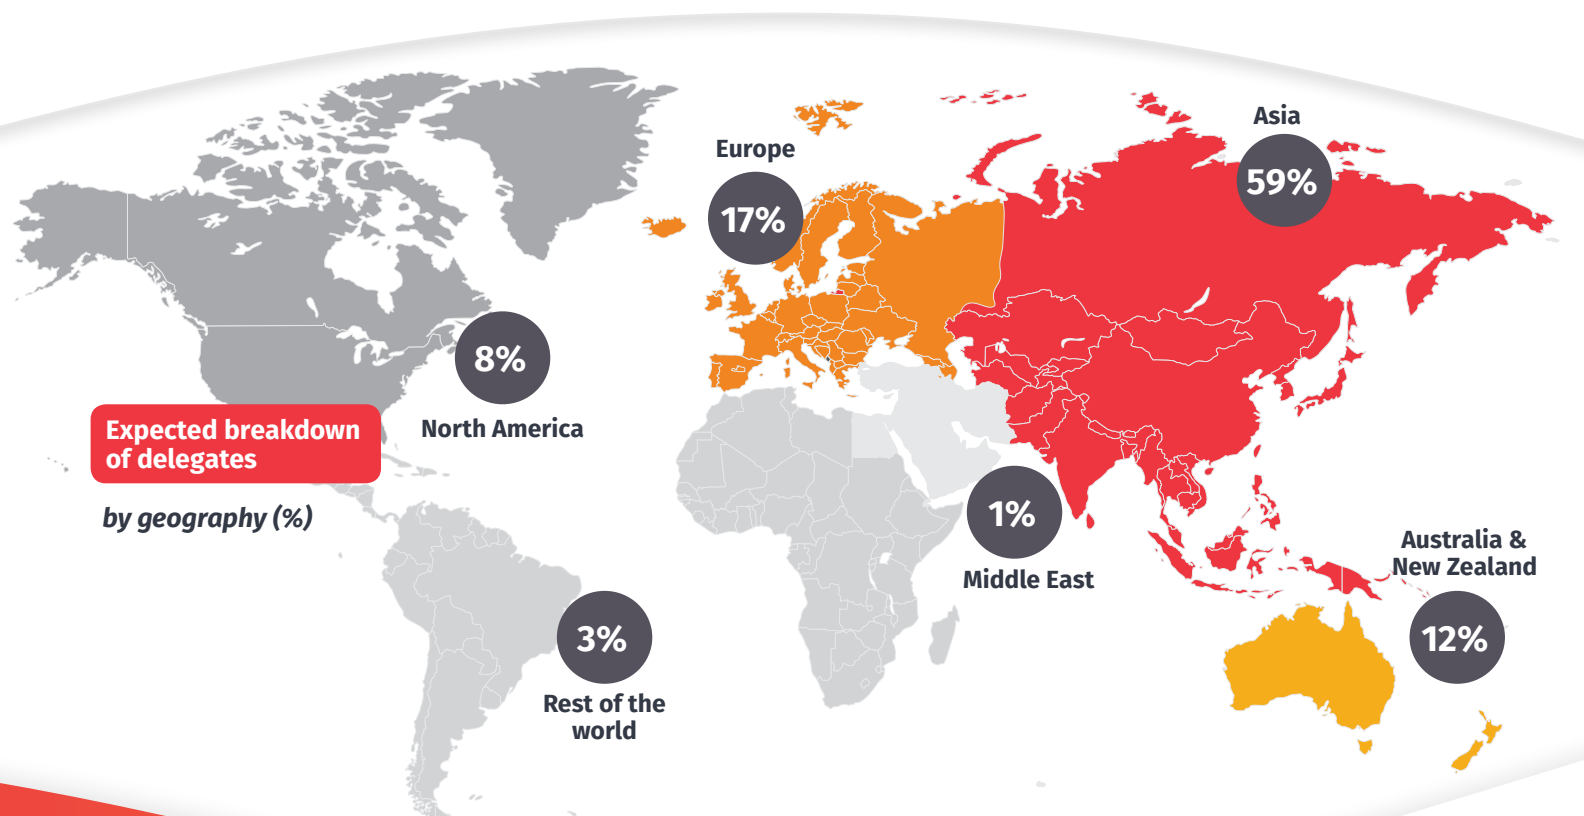 Asia
59%
Europe
17%
8%
North America
Expected breakdown
of delegates
by geography (%)
1%
Middle East
Australia &
New Zealand
12%
3%
Rest of the
world